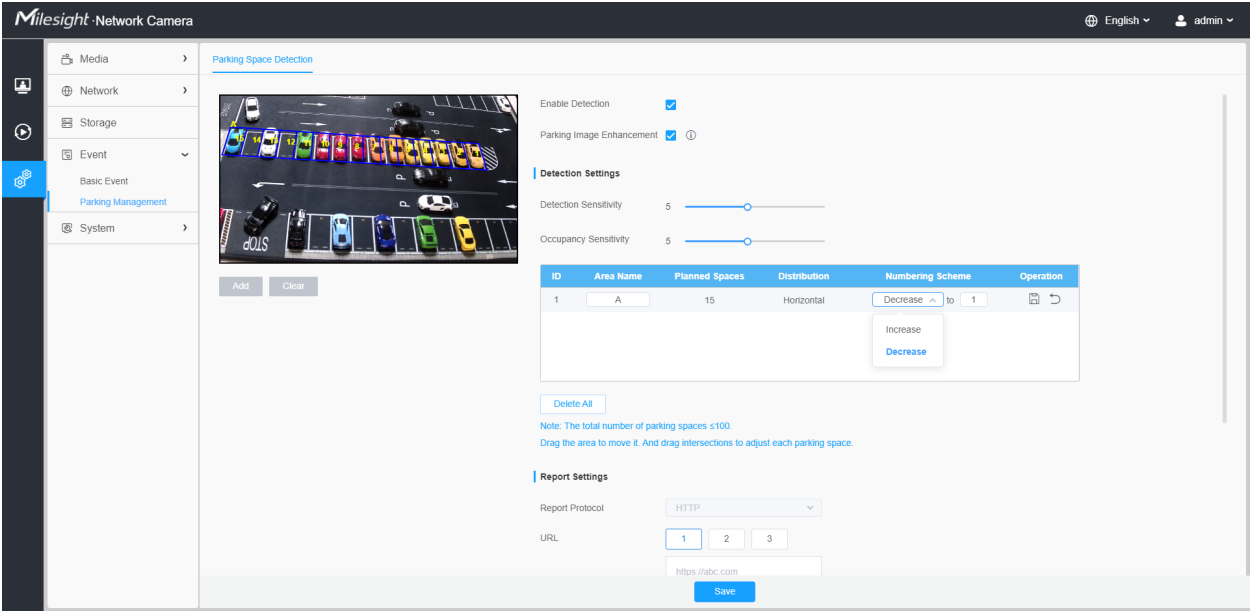 Milesight · Network Camera
English
admin
Media
Network
Storage
Event
Basic Event
Parking Management
System
Parking Space Detection
STOP
P
P
P
P
14
12
Add
Clear
Enable Detection
Parking Image Enhancement
Detection Settings
Detection Sensitivity 5
Occupancy Sensitivity 5
ID Area Name Planned Spaces Distribution Numbering Scheme Operation
1 A 15 Horizontal Decrease to 1
Increase
Decrease
Delete All
Note: The total number of parking spaces ≤100.
Drag the area to move it. And drag intersections to adjust each parking space.
Report Settings
Report Protocol HTTP
URL 1 2 3
https://abc.com
Save